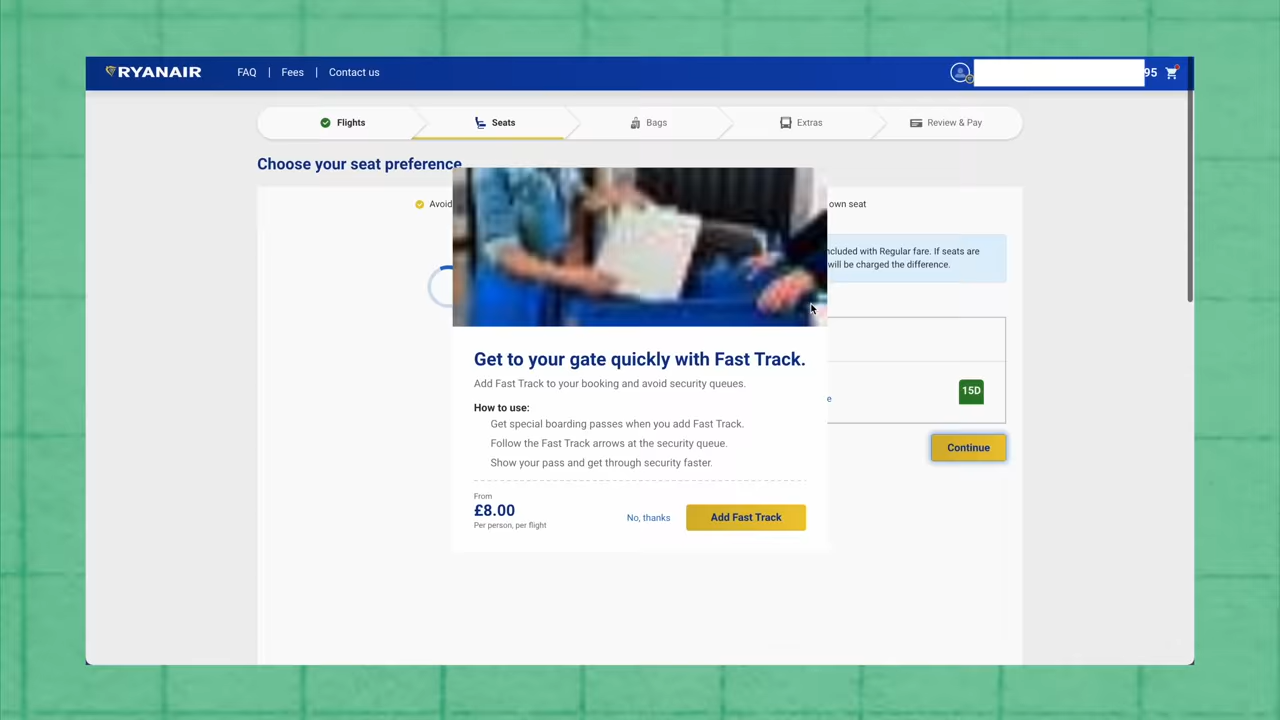 RYANAIR
FAQ | Fees | Contact us
95
Flights
Seats
Bags
Extras
Review & Pay
Choose your seat preference
Avoid
own seat
ncluded with Regular fare. If seats are
will be charged the difference.
15D
Continue
Get to your gate quickly with Fast Track.
Add Fast Track to your booking and avoid security queues.
How to use:
Get special boarding passes when you add Fast Track.
Follow the Fast Track arrows at the security queue.
Show your pass and get through security faster.
From
£8.00
Per person, per flight
No, thanks
Add Fast Track